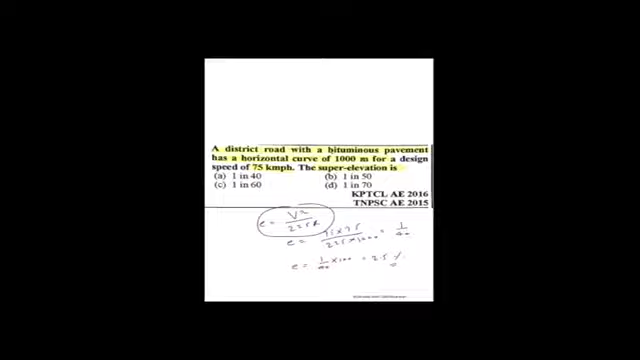 A district road with a bituminous pavement
has a horizontal curve of 1000 m for a design
speed of 75 kmph. The super-elevation is
(a) 1 in 40 (b) 1 in 50
(c) 1 in 60 (d) 1 in 70
KPTCL AE 2016
TNPSC AE 2015
e = V²/225R
e = 75 × 75/225 × 1000 = 1/40
e = 1/40 × 100 = 2.5 %